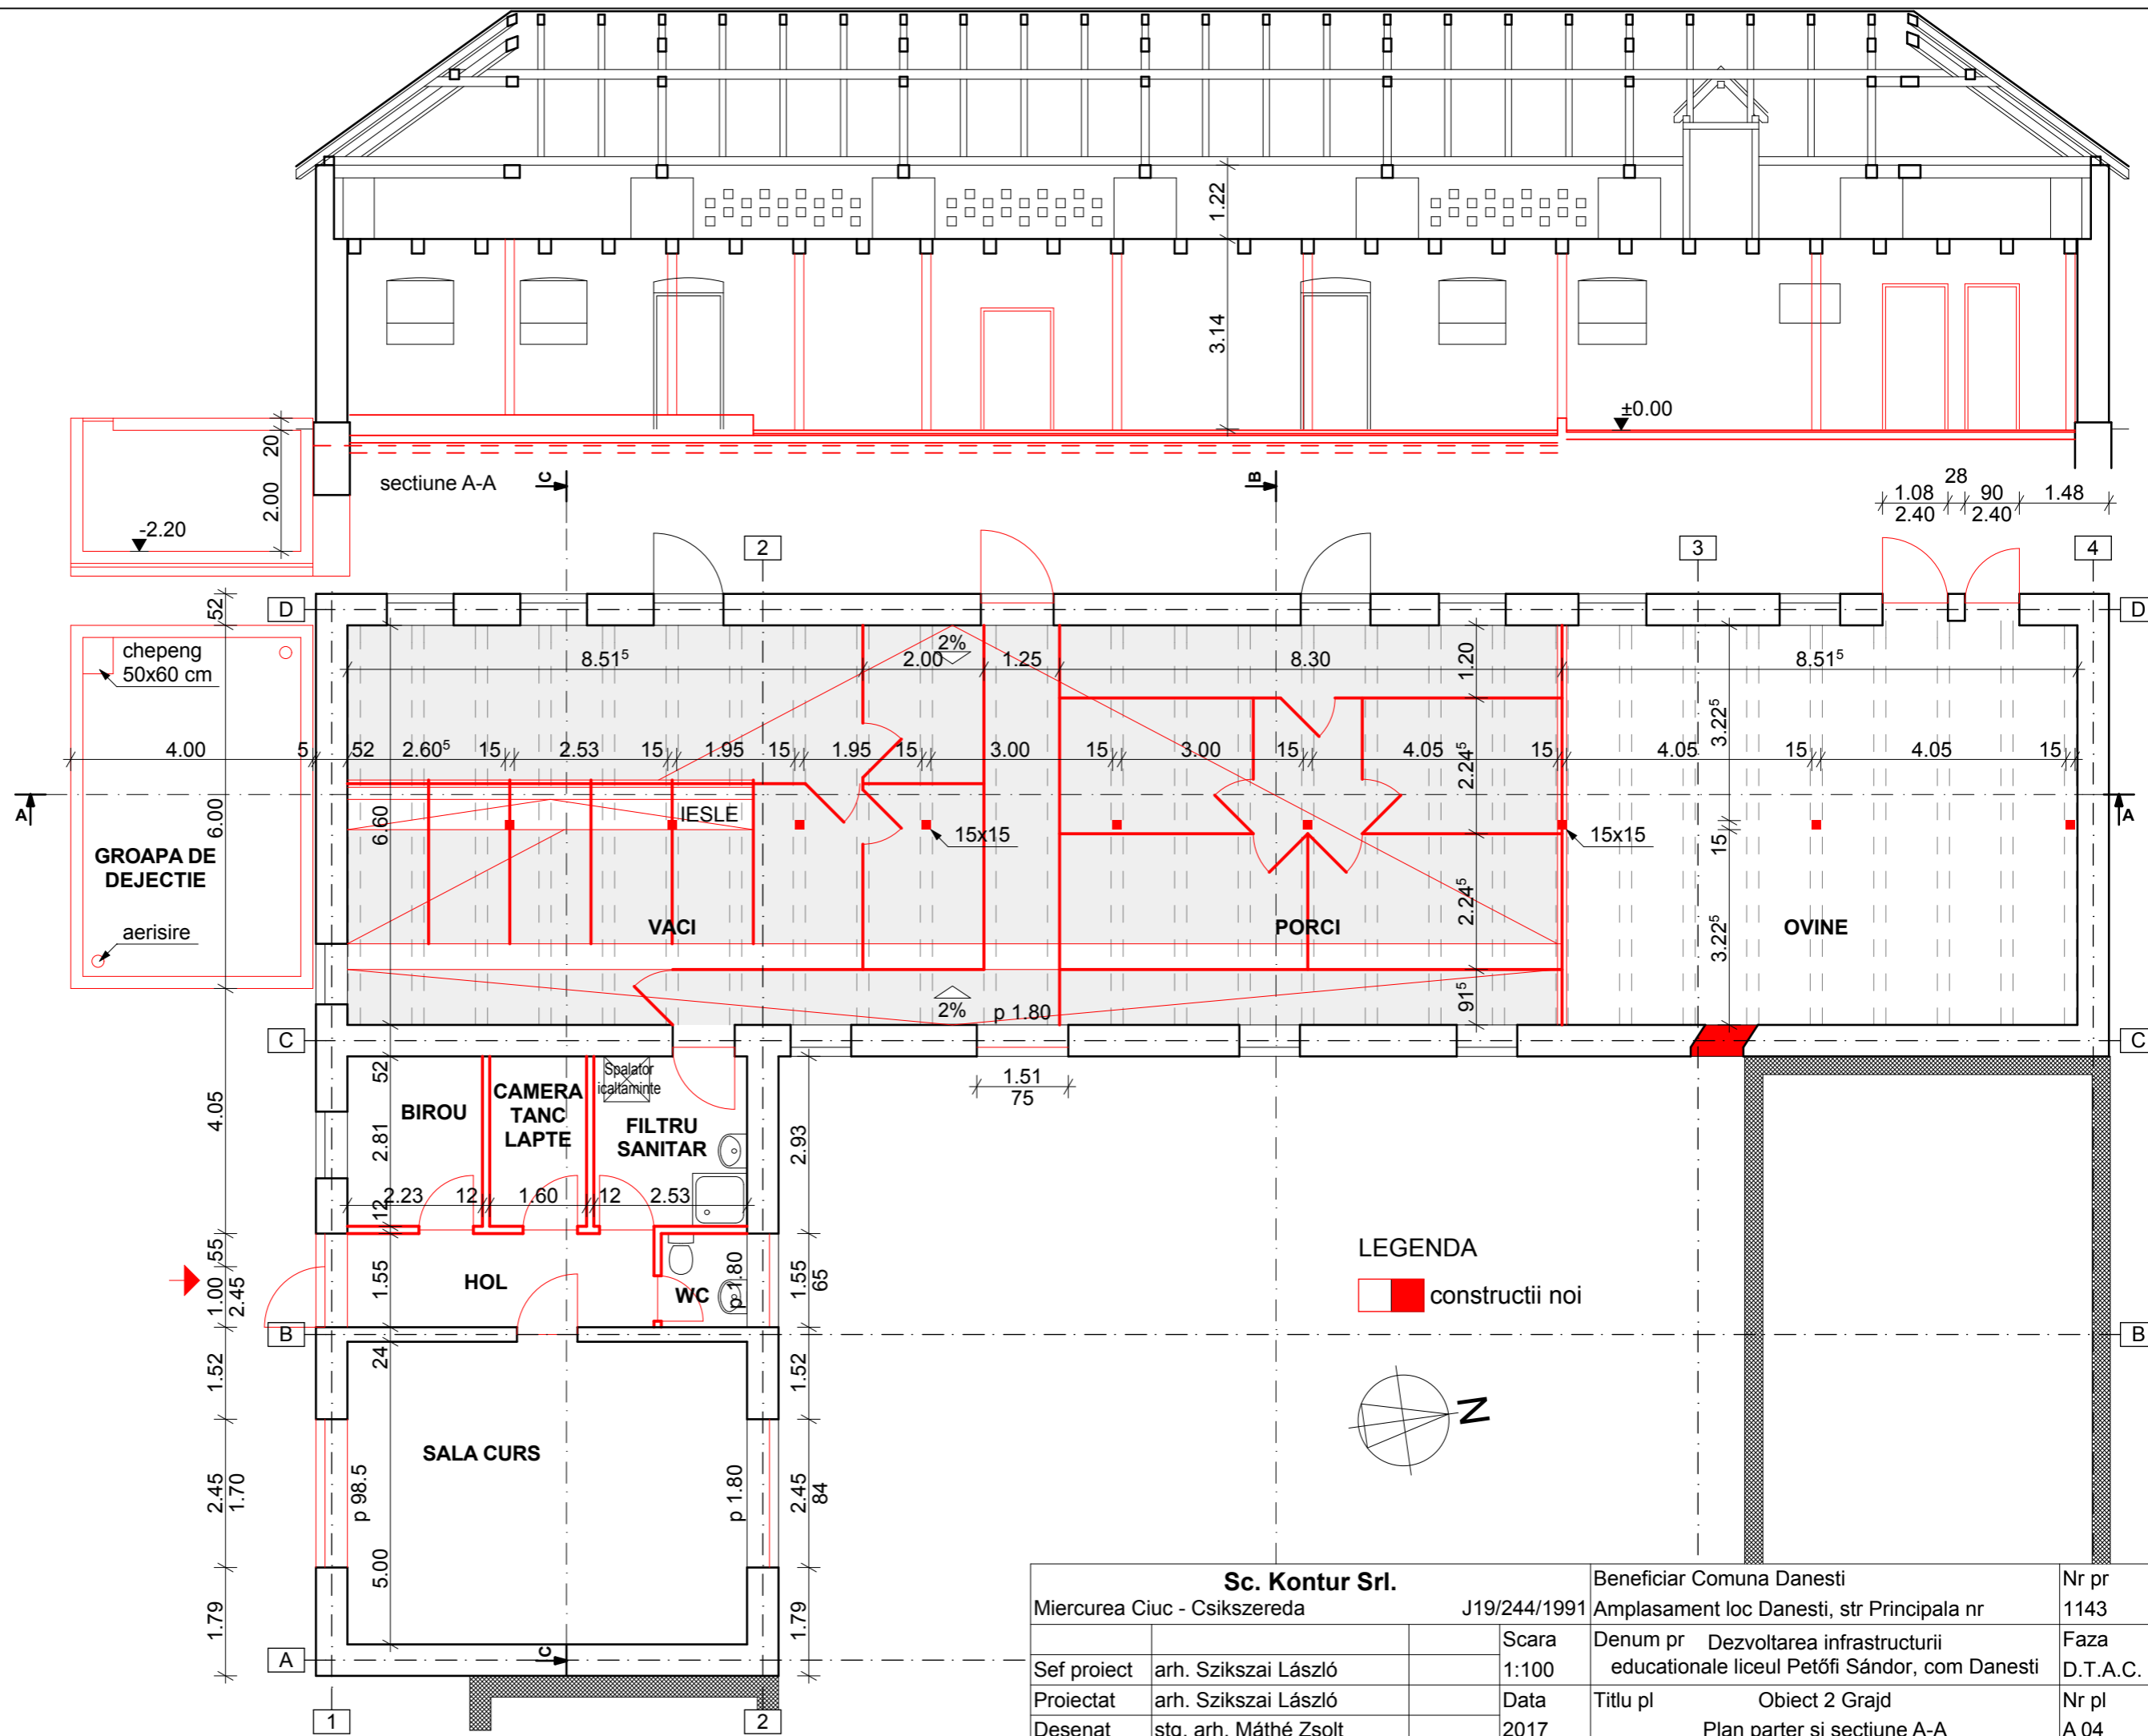 1.22
3.14
±0.00
20
2.00
-2.20
sectiune A-A
C
B
28
1.08
90
1.48
2.40
2.40
2
3
4
D
D
52
chepeng
50x60 cm
8.51⁵
2.00
2%
1.25
8.30
1.20
8.51⁵
3.22⁵
4.00
5
52
2.60⁵
15
2.53
15
1.95
15
1.95
15
3.00
15
3.00
15
4.05
15
4.05
15
4.05
15
2.24⁵
A
A
6.00
6.60
IESLE
15x15
15x15
15
GROAPA DE
DEJECTIE
aerisire
VACI
PORCI
OVINE
2.24⁵
3.22⁵
91⁵
2%
p 1.80
C
C
52
4.05
Spalator
icaltaminte
1.51
75
BIROU
CAMERA
TANC
LAPTE
FILTRU
SANITAR
2.81
2.93
2.23
12
1.60
12
2.53
12
55
1.00
2.45
1.55
HOL
WC
p 1.80
1.55
65
LEGENDA
constructii noi
B
B
24
1.52
1.52
N
SALA CURS
2.45
1.70
p 98.5
p 1.80
2.45
84
5.00
1.79
1.79
A
C
1
2
Sc. Kontur Srl.
Miercurea Ciuc - Csikszereda
J19/244/1991
Beneficiar Comuna Danesti
Nr pr
Amplasament loc Danesti, str Principala nr
1143
Scara
Denum pr Dezvoltarea infrastructurii
Faza
Sef proiect arh. Szikszai László
1:100
educationale liceul Petőfi Sándor, com Danesti
D.T.A.C.
Proiectat arh. Szikszai László
Data
Titlu pl Obiect 2 Grajd
Nr pl
Desenat stg. arh. Máthé Zsolt
2017
Plan parter si sectiune A-A
A 04